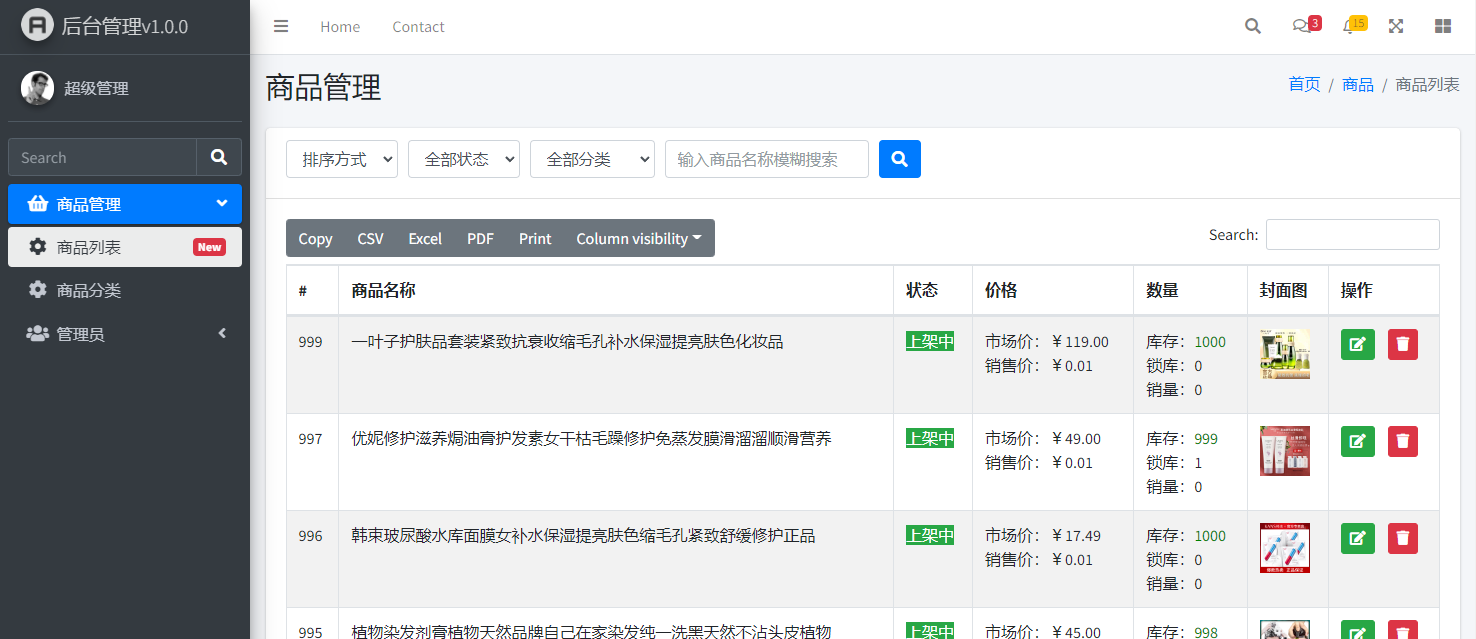 后台管理v1.0.0
Home
Contact
3
15
超级管理
商品管理
首页 / 商品 / 商品列表
Search
商品管理
商品列表
New
商品分类
管理员
排序方式
全部状态
全部分类
输入商品名称模糊搜索
Copy
CSV
Excel
PDF
Print
Column visibility
Search:
#
商品名称
状态
价格
数量
封面图
操作
999
一叶子护肤品套装紧致抗衰收缩毛孔补水保湿提亮肤色化妆品
上架中
市场价：￥119.00
销售价：￥0.01
库存：1000
锁库：0
销量：0
997
优妮修护滋养焗油膏护发素女干枯毛躁修护免蒸发膜滑溜溜顺滑营养
上架中
市场价：￥49.00
销售价：￥0.01
库存：999
锁库：1
销量：0
996
韩束玻尿酸水库面膜女补水保湿提亮肤色缩毛孔紧致舒缓修护正品
上架中
市场价：￥17.49
销售价：￥0.01
库存：1000
锁库：0
销量：0
995
植物染发剂膏植物天然品牌自己在家染发纯一洗黑天然不沾头皮植物
上架中
市场价：￥45.00
库存：998